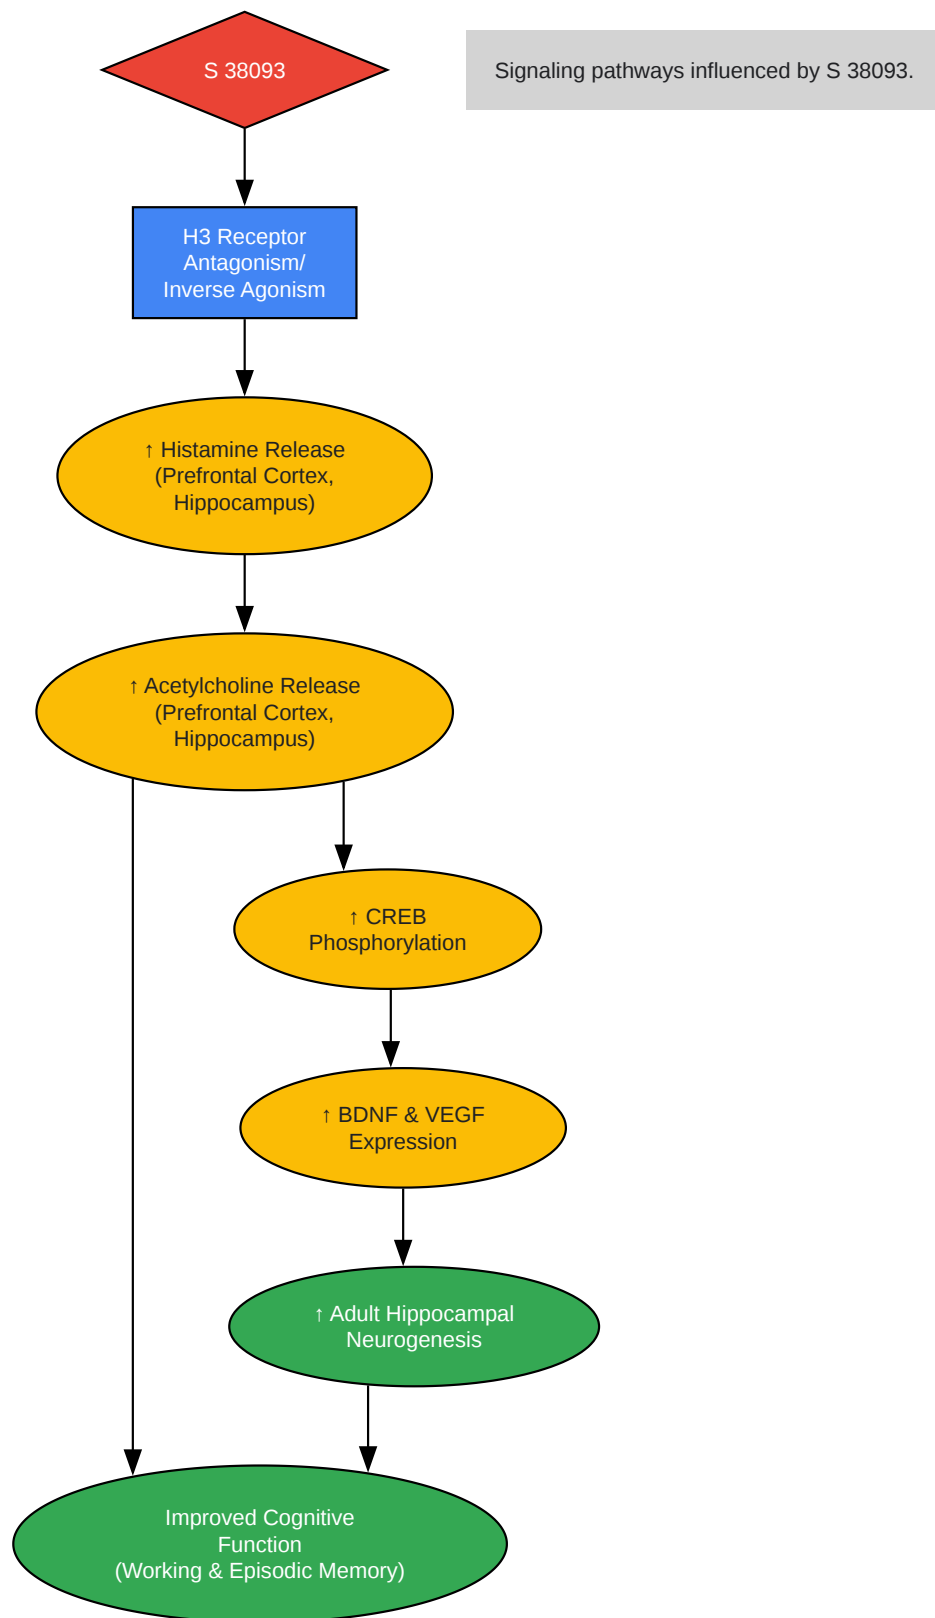 S 38093
Signaling pathways influenced by S 38093.
H3 Receptor
Antagonism/
Inverse Agonism
↑ Histamine Release
(Prefrontal Cortex,
Hippocampus)
↑ Acetylcholine Release
(Prefrontal Cortex,
Hippocampus)
↑ CREB
Phosphorylation
↑ BDNF & VEGF
Expression
↑ Adult Hippocampal
Neurogenesis
Improved Cognitive
Function
(Working & Episodic Memory)